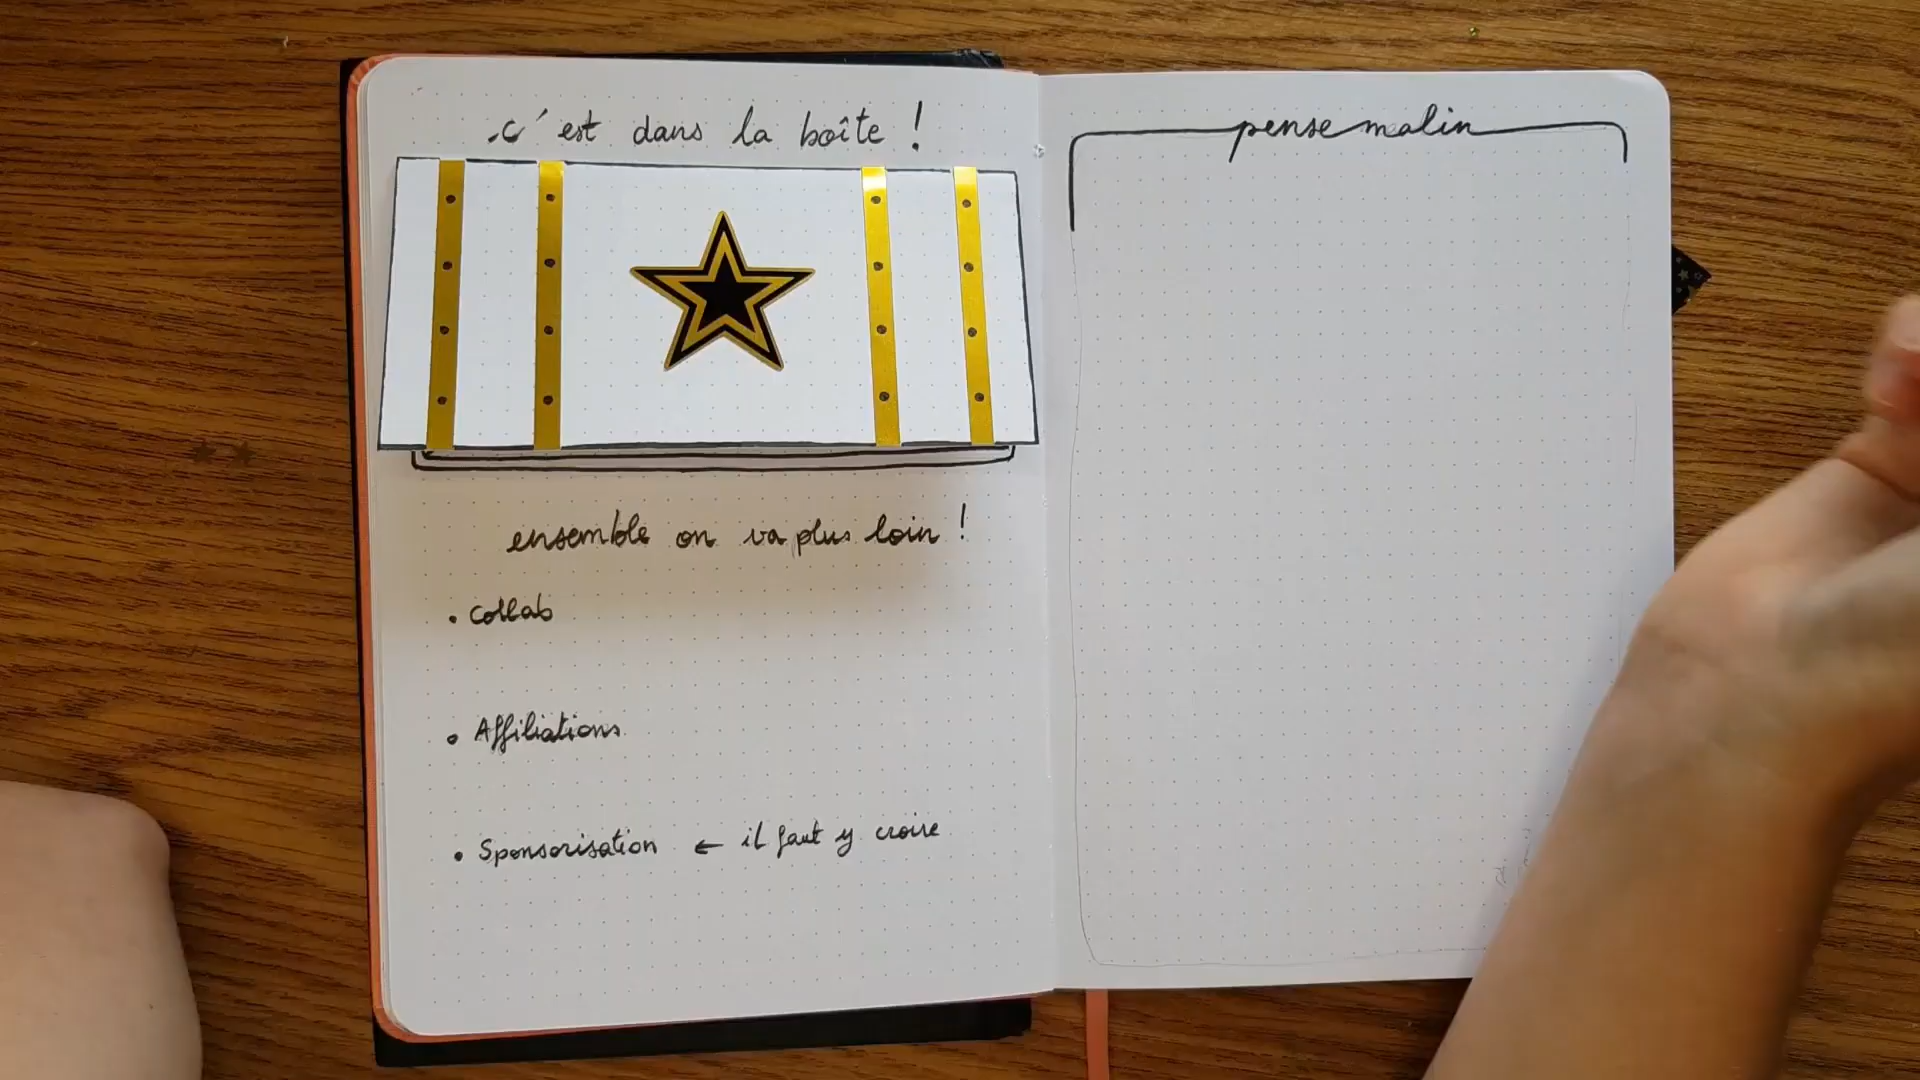 c'est dans la boîte !
ensemble on va plus loin !
• Collab
• Affiliations
• Sponsorisation ← il faut y croire
pense malin